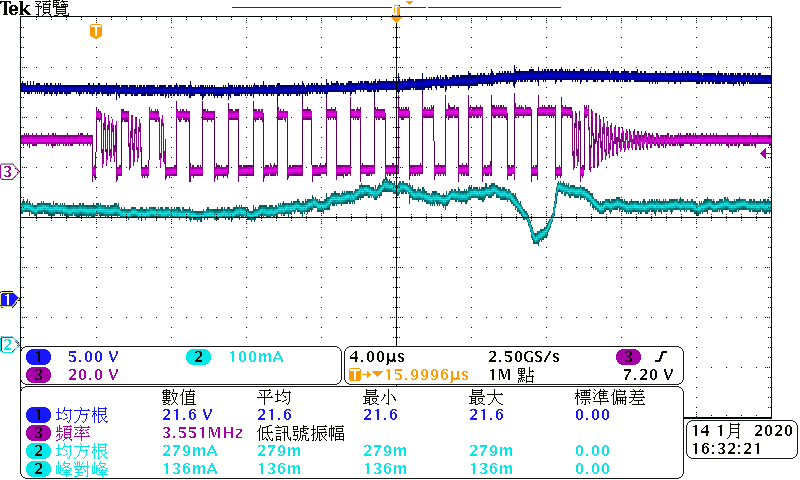 Tek 預覽
T
T
3
1
2
1 5.00 V 2 100mA
3 20.0 V
4.00μs 2.50GS/s 3
T→▼15.9996μs 1M 點 7.20 V
數值 平均 最小 最大 標準偏差
1 均方根 21.6 V 21.6 21.6 21.6 0.00
3 頻率 3.551MHz 低訊號振幅
2 均方根 279mA 279m 279m 279m 0.00
2 峰對峰 136mA 136m 136m 136m 0.00
14 1月 2020
16:32:21